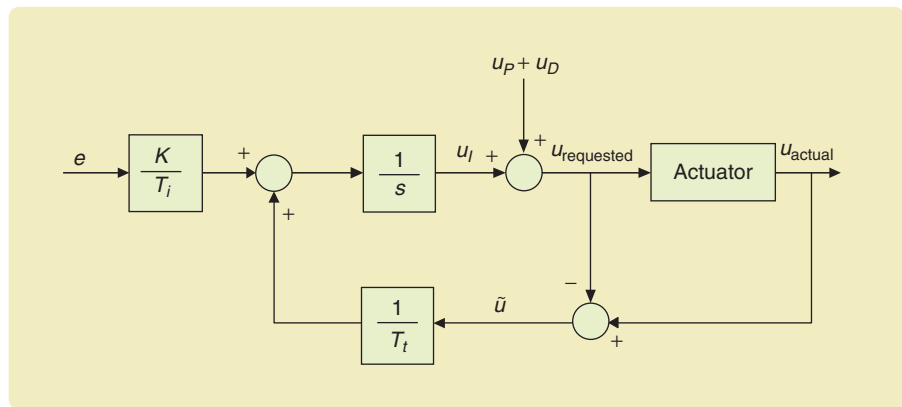 u_P + u_D
e
K
T_i
+
+
1
s
u_I
+
+
u_requested
Actuator
u_actual
1
T_t
ũ
−
+